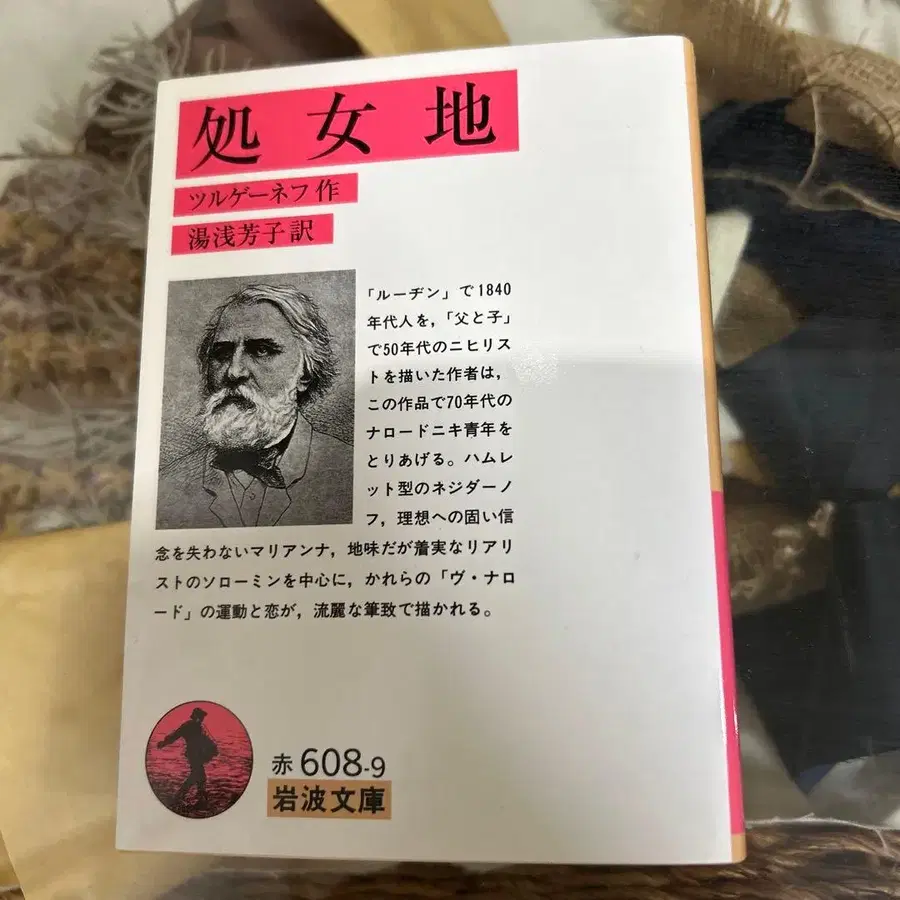 処女地
ツルゲーネフ作
湯浅芳子訳
「ルーヂン」で1840
年代人を,「父と子」
で50年代のニヒリス
トを描いた作者は,
この作品で70年代の
ナロードニキ青年を
とりあげる。ハムレ
ット型のネジダーノ
フ, 理想への固い信
念を失わないマリアンナ, 地味だが着実なリアリ
ストのソローミンを中心に, かれらの「ヴ・ナロ
ード」の運動と恋が, 流麗な筆致で描かれる。
赤 608-9
岩波文庫